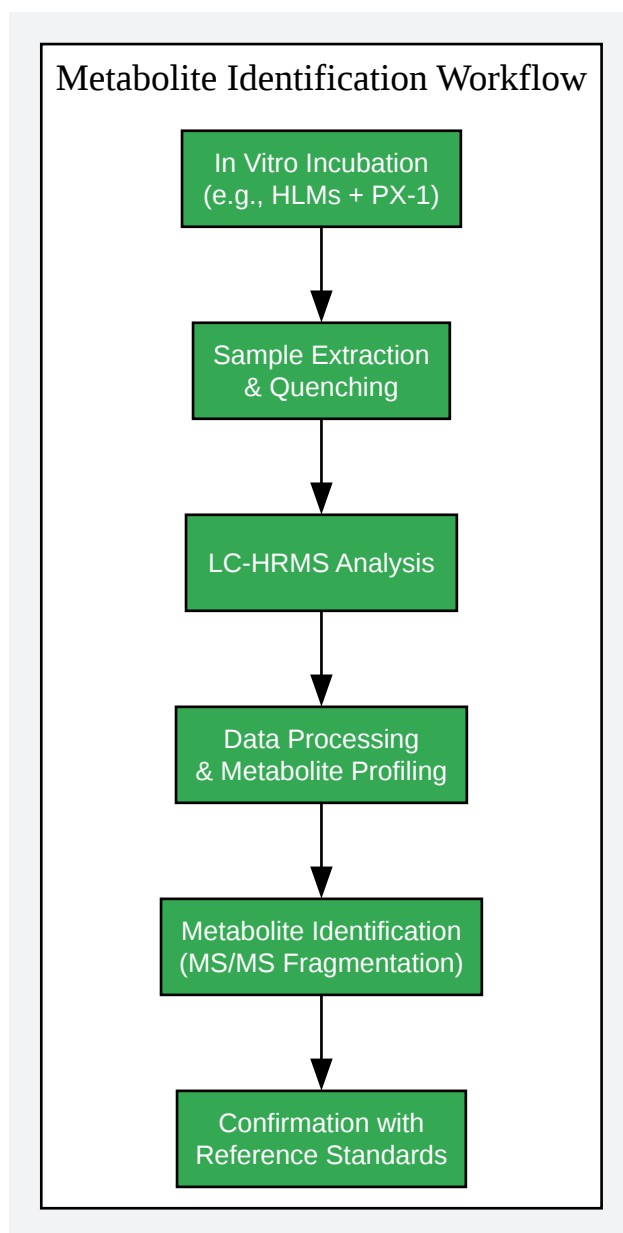 Metabolite Identification Workflow
In Vitro Incubation
(e.g., HLMs + PX-1)
Sample Extraction
& Quenching
LC-HRMS Analysis
Data Processing
& Metabolite Profiling
Metabolite Identification
(MS/MS Fragmentation)
Confirmation with
Reference Standards